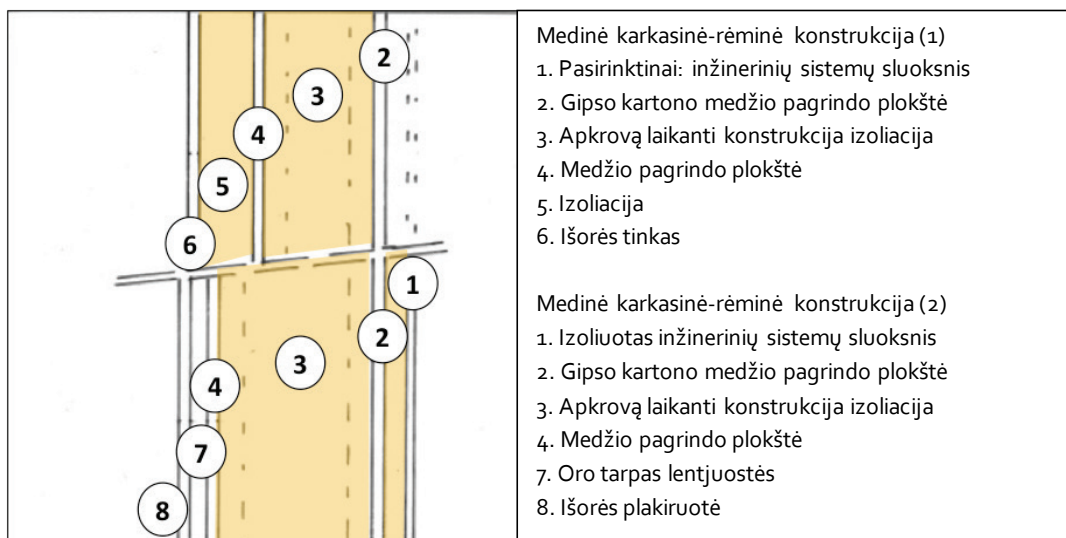 2
3
4
5
6
1
2
3
4
7
8
Medinė karkasinė-rėminė konstrukcija (1)
1. Pasirinktinai: inžinerinių sistemų sluoksnis
2. Gipso kartono medžio pagrindo plokštė
3. Apkrovą laikanti konstrukcija izoliacija
4. Medžio pagrindo plokštė
5. Izoliacija
6. Išorės tinkas
Medinė karkasinė-rėminė konstrukcija (2)
1. Izoliuotas inžinerinių sistemų sluoksnis
2. Gipso kartono medžio pagrindo plokštė
3. Apkrovą laikanti konstrukcija izoliacija
4. Medžio pagrindo plokštė
7. Oro tarpas lentjuostės
8. Išorės plakiruotė